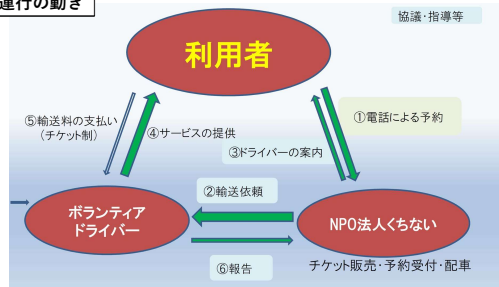 運行の動き
協議・指導等
利用者
①電話による予約
⑤輸送料の支払い
（チケット制）
④サービスの提供
③ドライバーの案内
②輸送依頼
ボランティア
ドライバー
NPO法人くちない
⑥報告
チケット販売・予約受付・配車